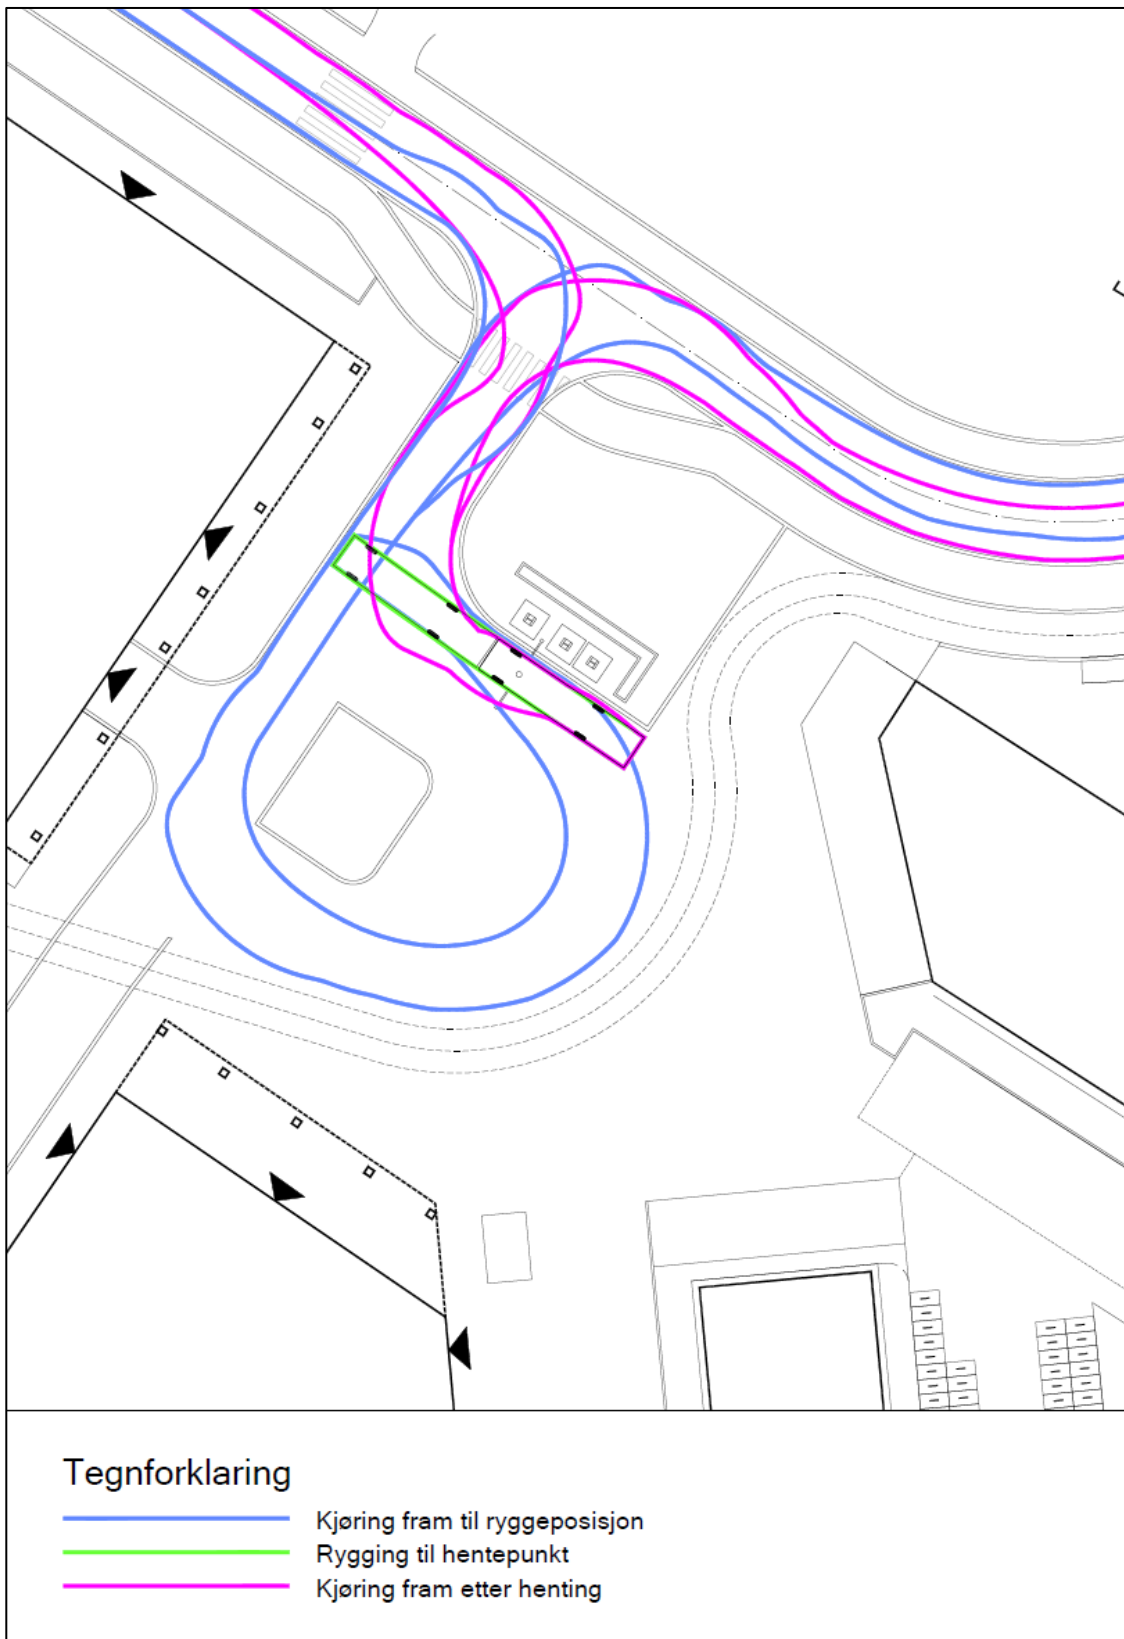 Tegnforklaring
Kjøring fram til ryggeposisjon
Rygging til hentepunkt
Kjøring fram etter henting